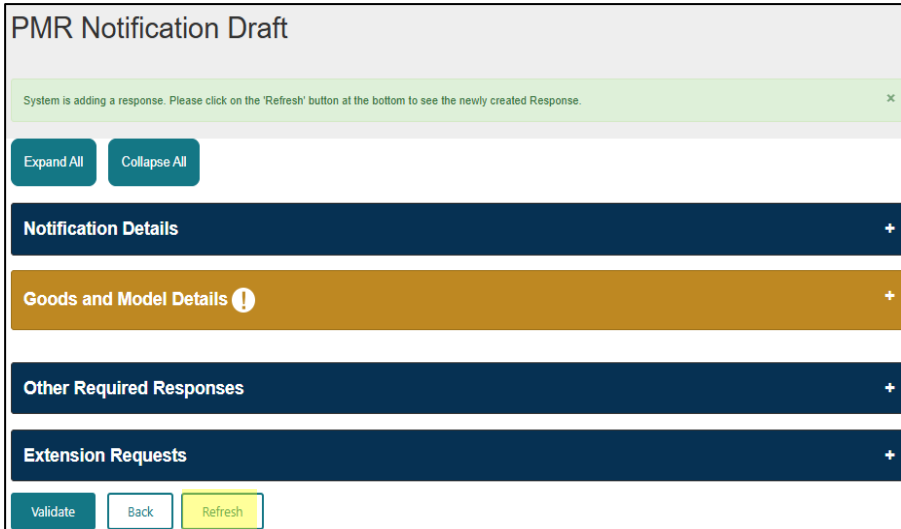 PMR Notification Draft
System is adding a response. Please click on the 'Refresh' button at the bottom to see the newly created Response. ×
Expand All Collapse All
Notification Details +
Goods and Model Details ! +
Other Required Responses +
Extension Requests +
Validate Back Refresh